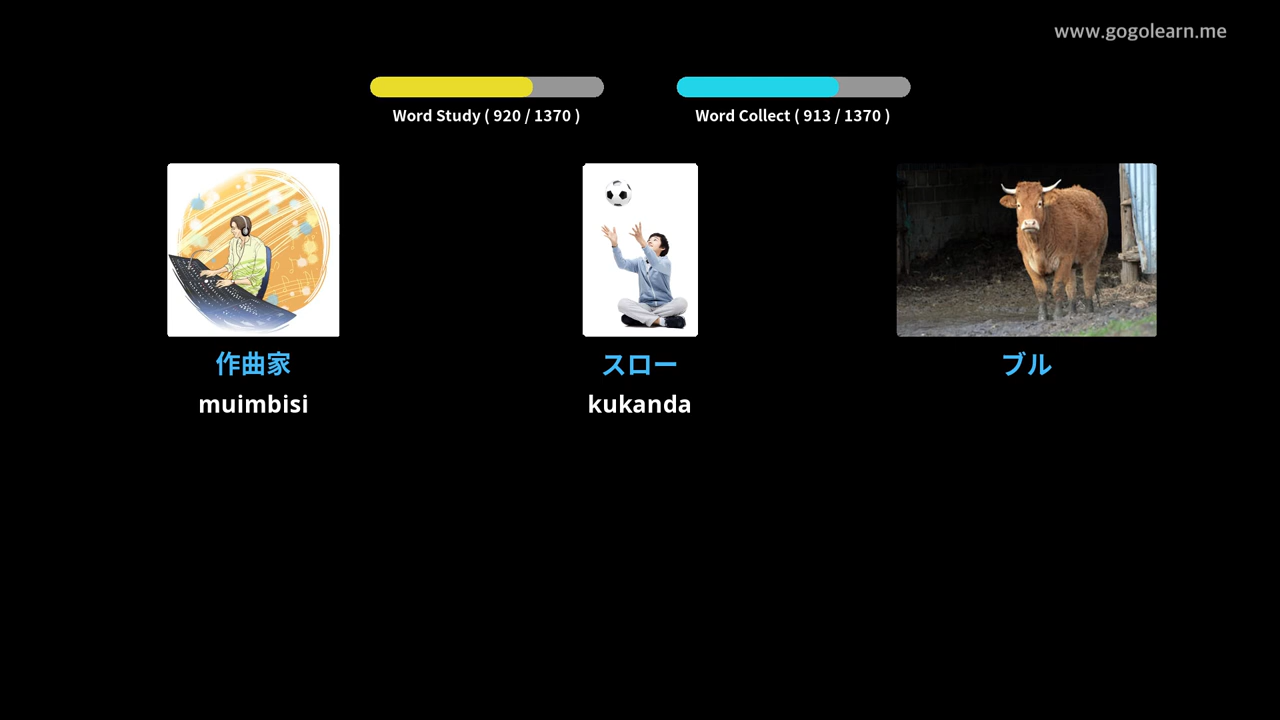 www.gogolearn.me
Word Study ( 920 / 1370 )
Word Collect ( 913 / 1370 )
作曲家
スロー
ブル
muimbisi
kukanda